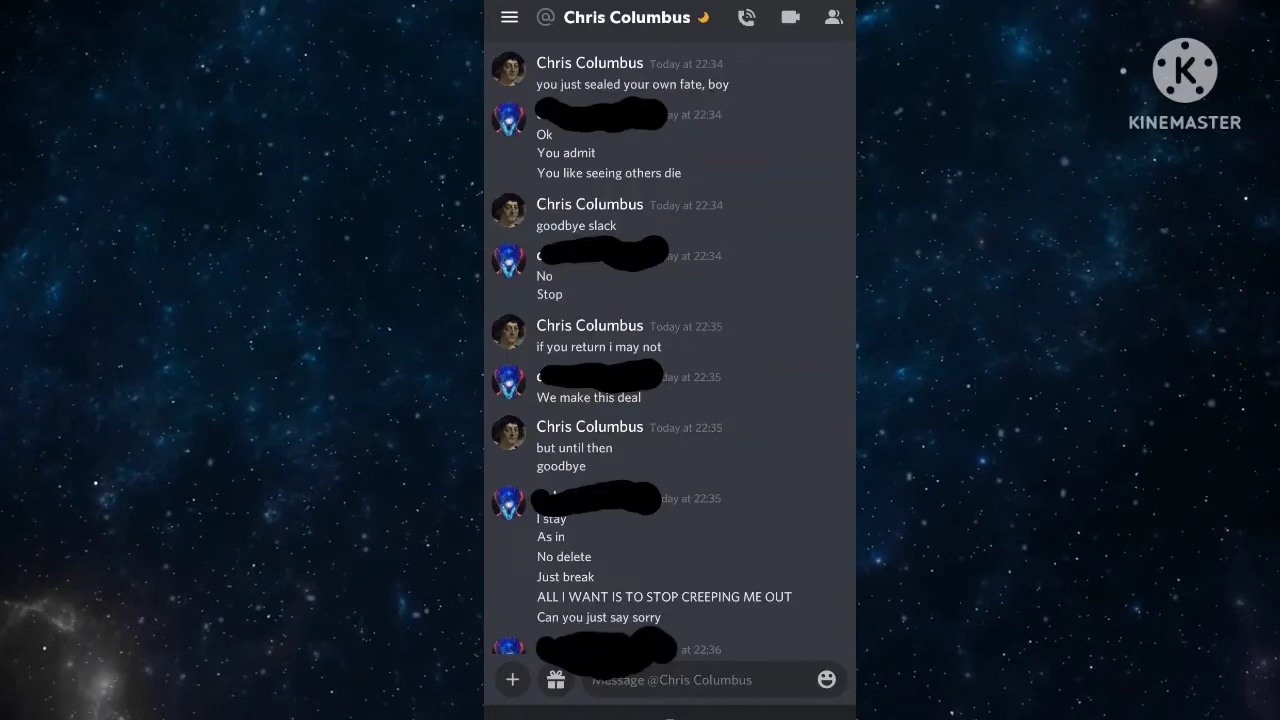 @ Chris Columbus
K
KINEMASTER
Chris Columbus Today at 22:34
you just sealed your own fate, boy
ay at 22:34
Ok
You admit
You like seeing others die
Chris Columbus Today at 22:34
goodbye slack
ay at 22:34
No
Stop
Chris Columbus Today at 22:35
if you return i may not
day at 22:35
We make this deal
Chris Columbus Today at 22:35
but until then
goodbye
day at 22:35
I stay
As in
No delete
Just break
ALL I WANT IS TO STOP CREEPING ME OUT
Can you just say sorry
at 22:36
Message @Chris Columbus